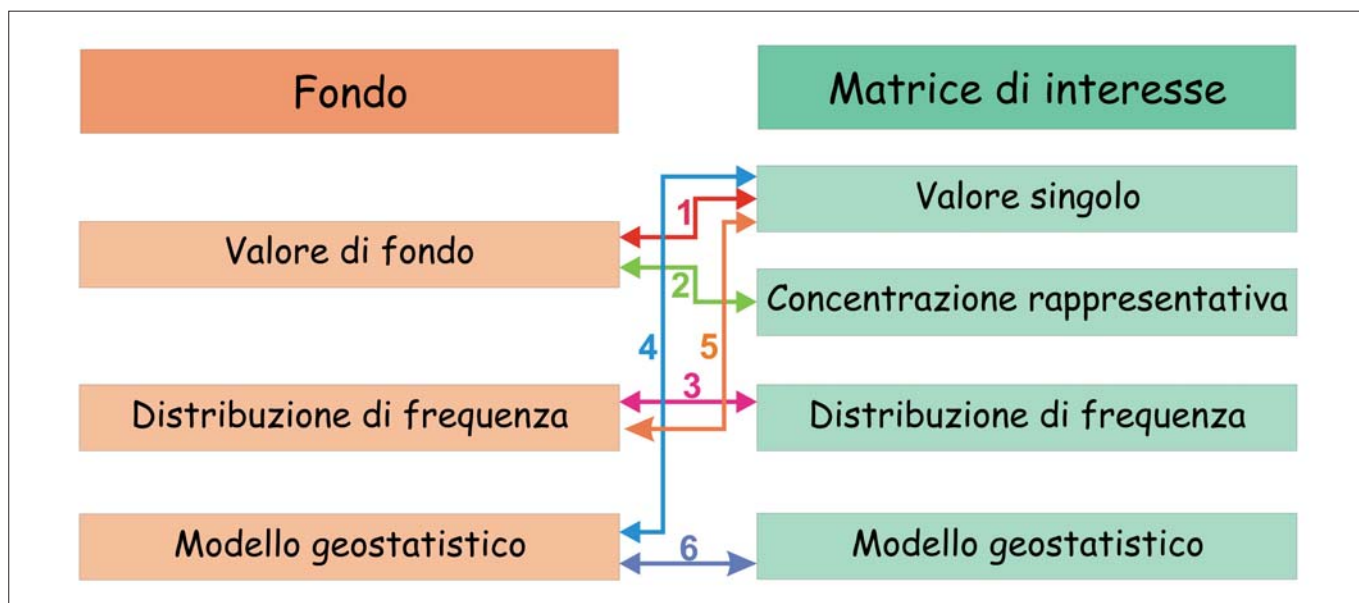 Fondo
Matrice di interesse
Valore singolo
1
Valore di fondo
2
Concentrazione rappresentativa
4
5
3
Distribuzione di frequenza
Distribuzione di frequenza
Modello geostatistico
6
Modello geostatistico